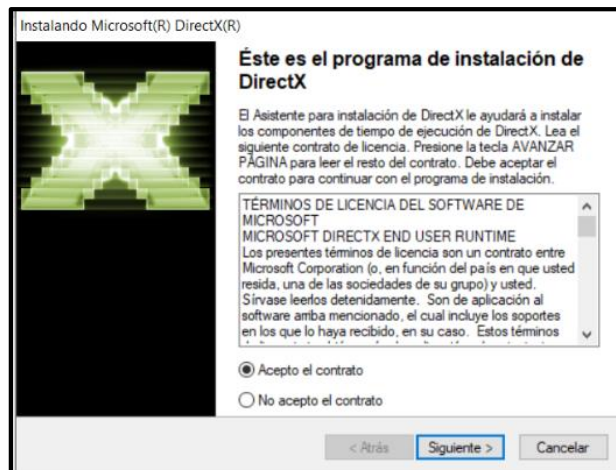 Instalando Microsoft(R) DirectX(R)
Éste es el programa de instalación de
DirectX
El Asistente para instalación de DirectX le ayudará a instalar
los componentes de tiempo de ejecución de DirectX. Lea el
siguiente contrato de licencia. Presione la tecla AVANZAR
PÁGINA para leer el resto del contrato. Debe aceptar el
contrato para continuar con el programa de instalación.
TÉRMINOS DE LICENCIA DEL SOFTWARE DE
MICROSOFT
MICROSOFT DIRECTX END USER RUNTIME
Los presentes términos de licencia son un contrato entre
Microsoft Corporation (o, en función del país en que usted
resida, una de las sociedades de su grupo) y usted.
Sírvase leerlos detenidamente. Son de aplicación al
software arriba mencionado, el cual incluye los soportes
en los que lo haya recibido, en su caso. Estos términos
Acepto el contrato
No acepto el contrato
< Atrás Siguiente > Cancelar